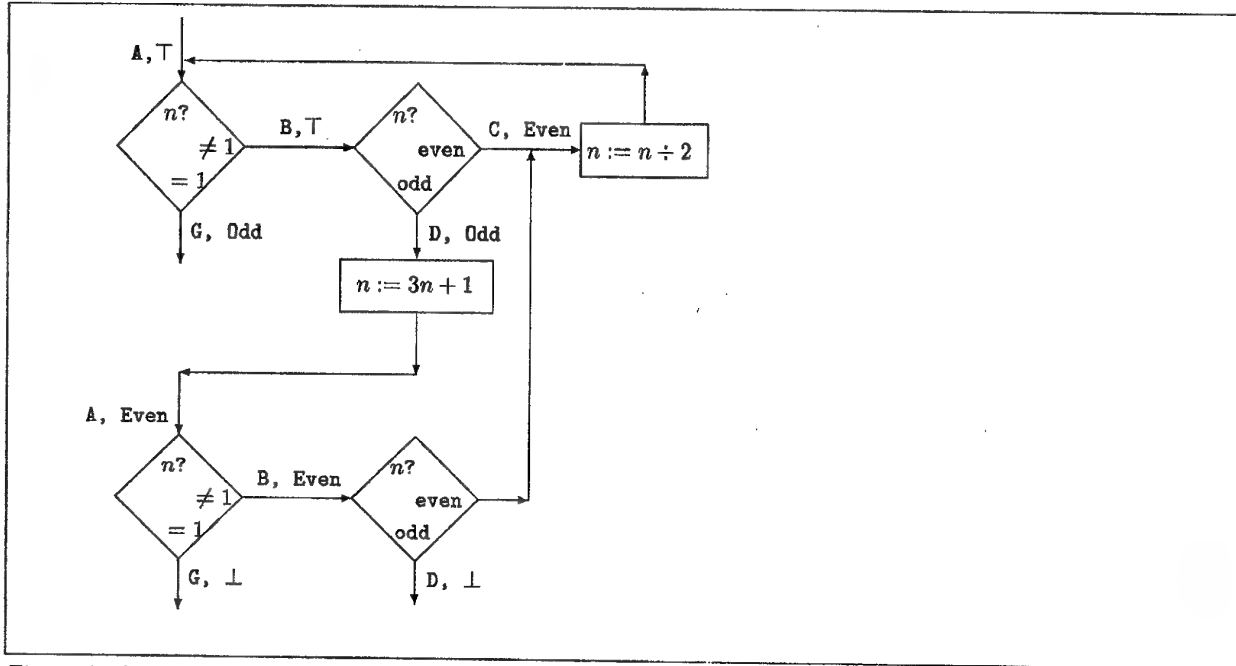 A,⊤
n?
≠ 1
= 1
B,⊤
n?
even
odd
C, Even
n := n ÷ 2
G, Odd
D, Odd
n := 3n + 1
A, Even
n?
≠ 1
= 1
B, Even
n?
even
odd
G, ⊥
D, ⊥